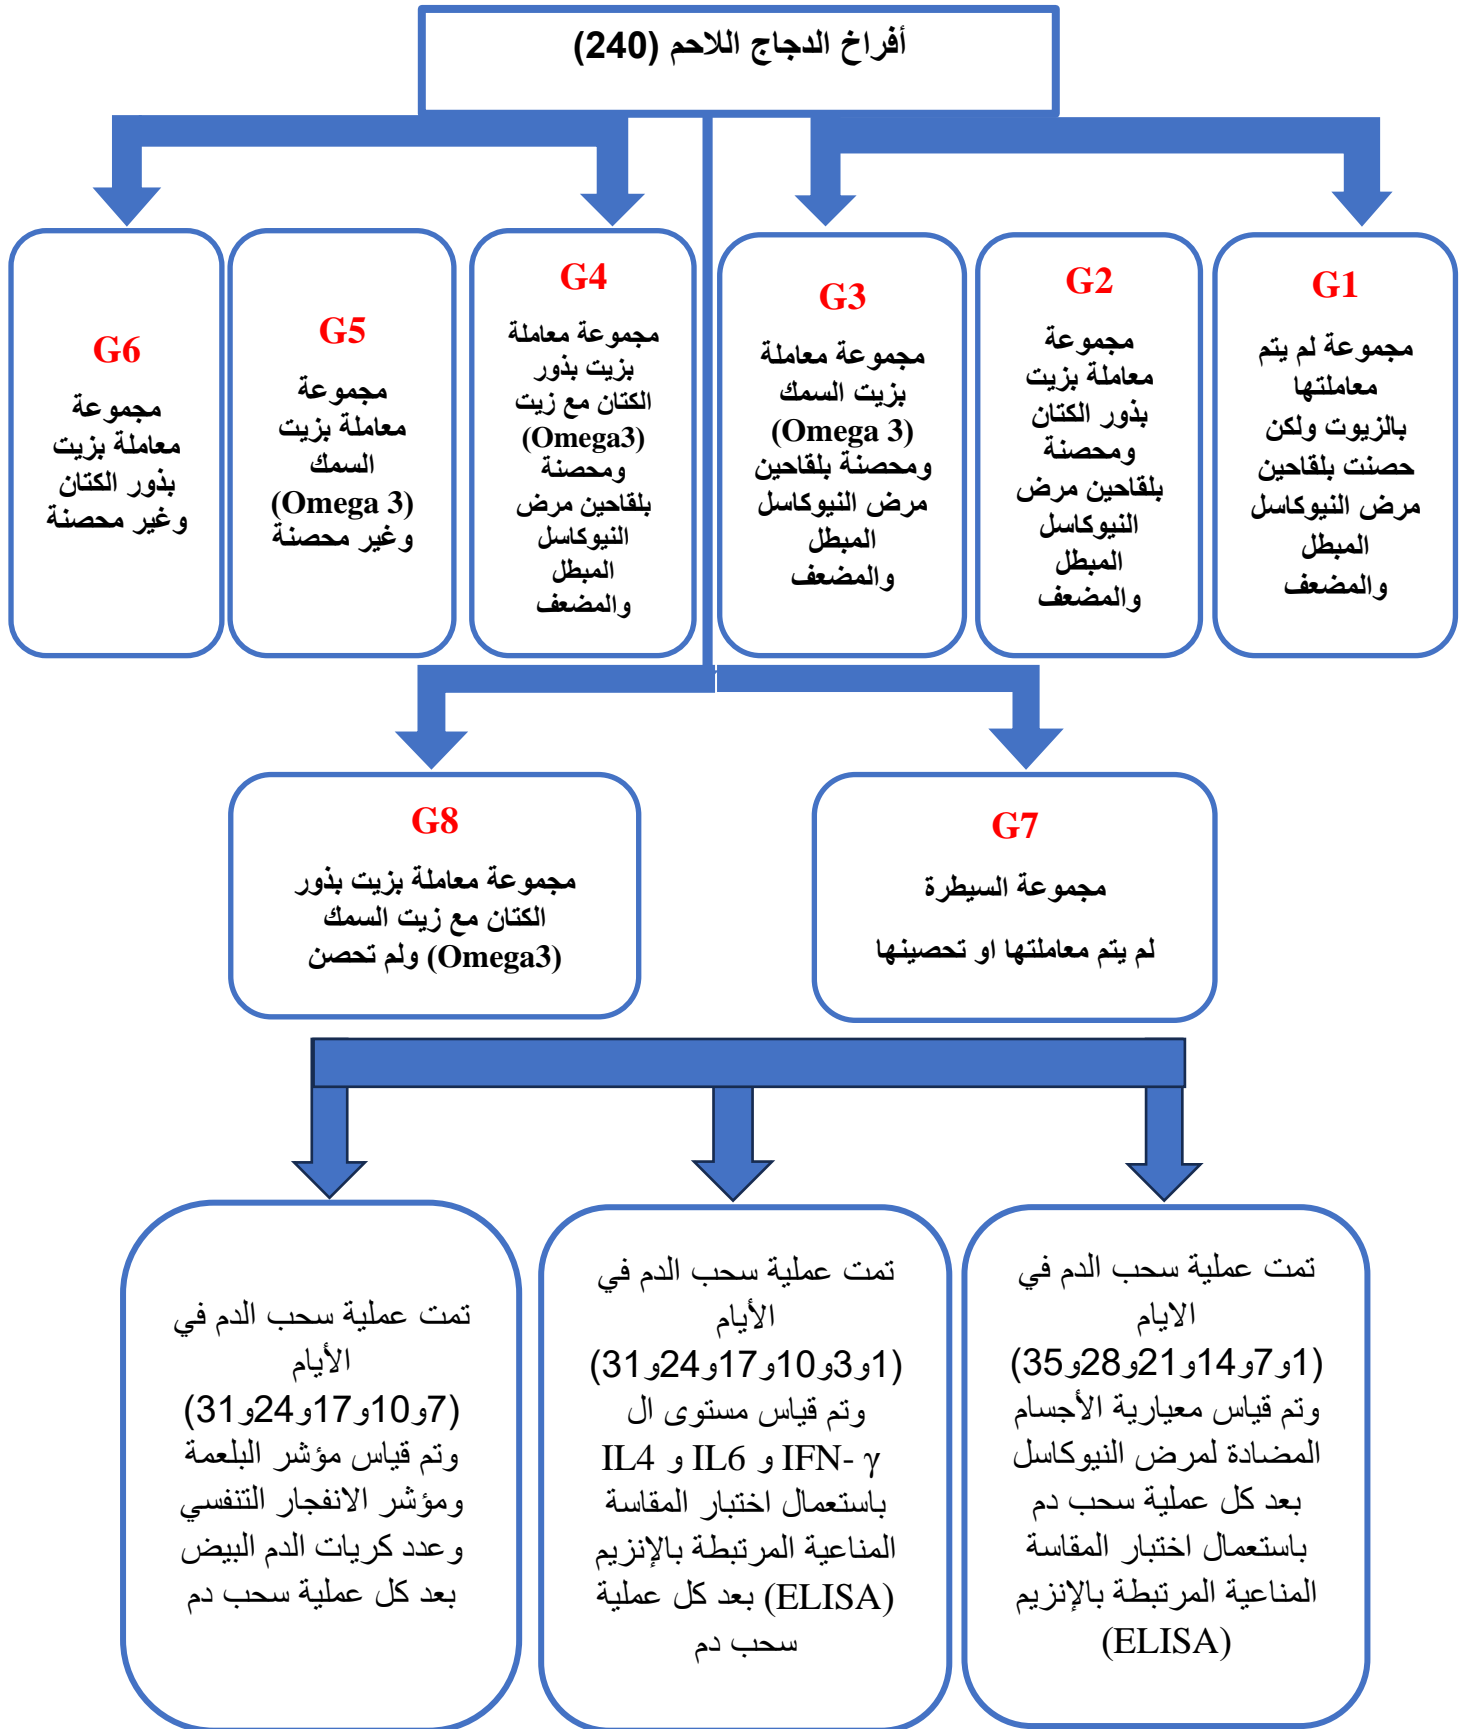 أفراخ الدجاج اللاحم (240)
G1
مجموعة لم يتم
معاملتها
بالزيوت ولكن
حصنت بلقاحين
مرض النيوكاسل
المبطل
والمضعف
G2
مجموعة
معاملة بزيت
بذور الكتان
ومحصنة
بلقاحين مرض
النيوكاسل
المبطل
والمضعف
G3
مجموعة معاملة
بزيت السمك
(Omega 3)
ومحصنة بلقاحين
مرض النيوكاسل
المبطل
والمضعف
G4
مجموعة معاملة
بزيت بذور
الكتان مع زيت
(Omega3)
ومحصنة
بلقاحين مرض
النيوكاسل
المبطل
والمضعف
G5
مجموعة
معاملة بزيت
السمك
(Omega 3)
وغير محصنة
G6
مجموعة
معاملة بزيت
بذور الكتان
وغير محصنة
G7
مجموعة السيطرة
لم يتم معاملتها او تحصينها
G8
مجموعة معاملة بزيت بذور
الكتان مع زيت السمك
(Omega3) ولم تحصن
تمت عملية سحب الدم في
الايام
(1و7و14و21و28و35)
وتم قياس معيارية الأجسام
المضادة لمرض النيوكاسل
بعد كل عملية سحب دم
باستعمال اختبار المقاسة
المناعية المرتبطة بالإنزيم
(ELISA)
تمت عملية سحب الدم في
الأيام
(1و3و10و17و24و31)
وتم قياس مستوى ال
IFN- γ و IL6 و IL4
باستعمال اختبار المقاسة
المناعية المرتبطة بالإنزيم
(ELISA) بعد كل عملية
سحب دم
تمت عملية سحب الدم في
الأيام
(7و10و17و24و31)
وتم قياس مؤشر البلعمة
ومؤشر الانفجار التنفسي
وعدد كريات الدم البيض
بعد كل عملية سحب دم